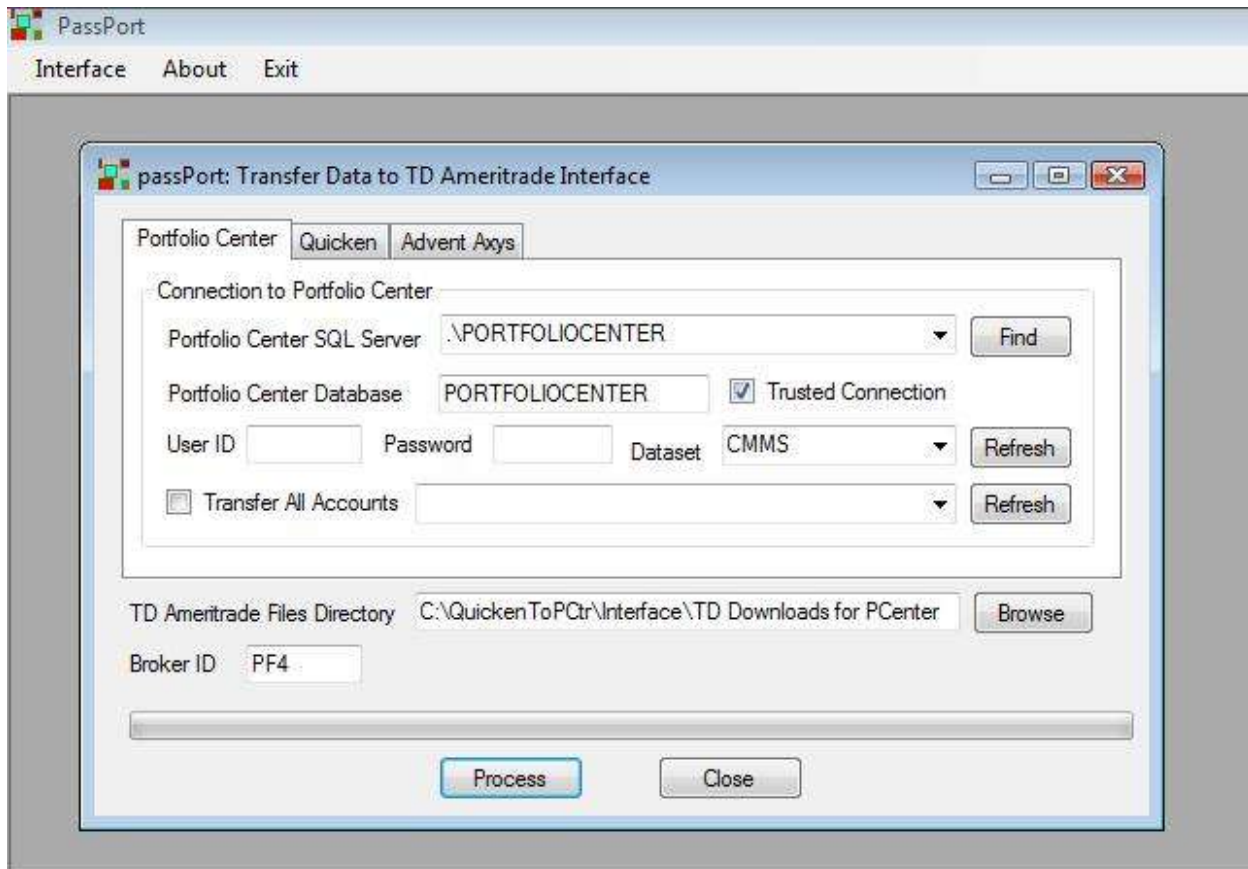 PassPort
Interface About Exit
passPort: Transfer Data to TD Ameritrade Interface
Portfolio Center Quicken Advent Axys
Connection to Portfolio Center
Portfolio Center SQL Server .\PORTFOLIOCENTER Find
Portfolio Center Database PORTFOLIOCENTER Trusted Connection
User ID Password Dataset CMMS Refresh
Transfer All Accounts Refresh
TD Ameritrade Files Directory C:\QuickenToPCtr\Interface\TD Downloads for PCenter Browse
Broker ID PF4
Process Close